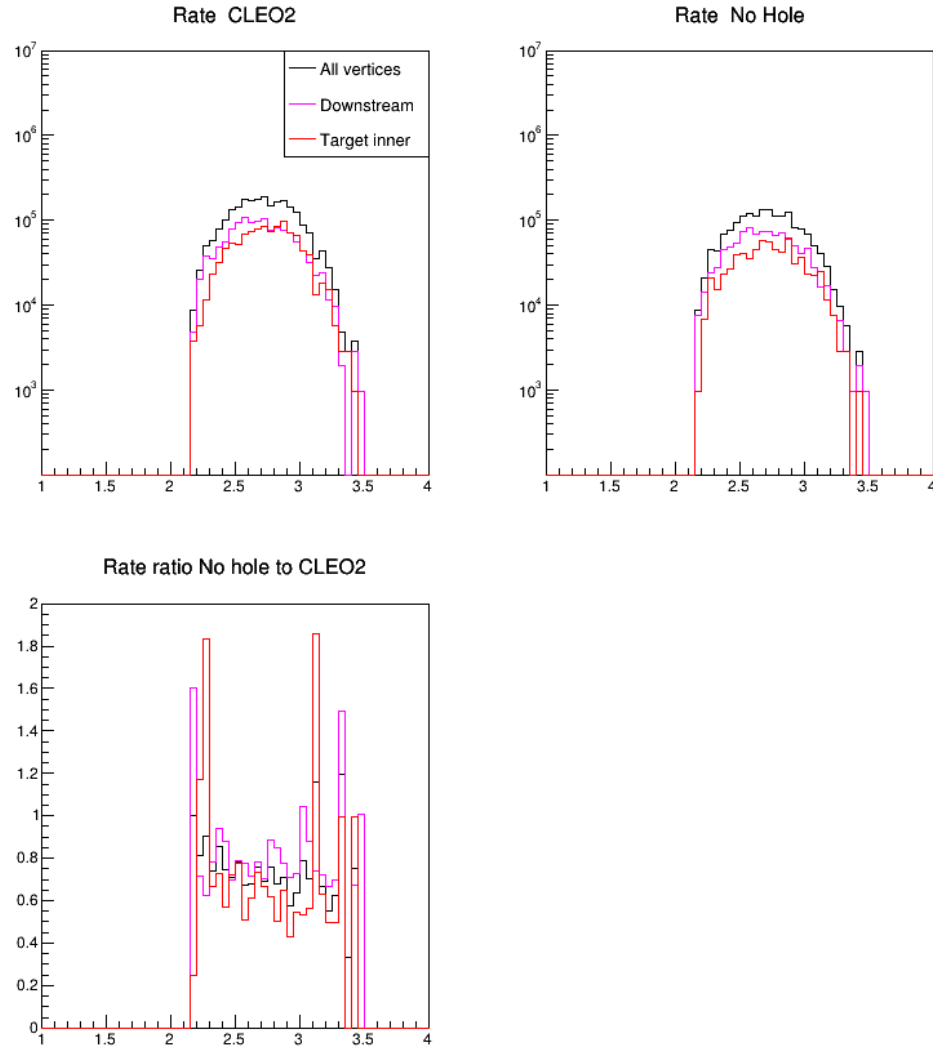 Rate CLEO2
10^7
10^6
10^5
10^4
10^3
1 1.5 2 2.5 3 3.5 4
All vertices
Downstream
Target inner
Rate No Hole
10^7
10^6
10^5
10^4
10^3
1 1.5 2 2.5 3 3.5 4
Rate ratio No hole to CLEO2
2
1.8
1.6
1.4
1.2
1
0.8
0.6
0.4
0.2
0
1 1.5 2 2.5 3 3.5 4